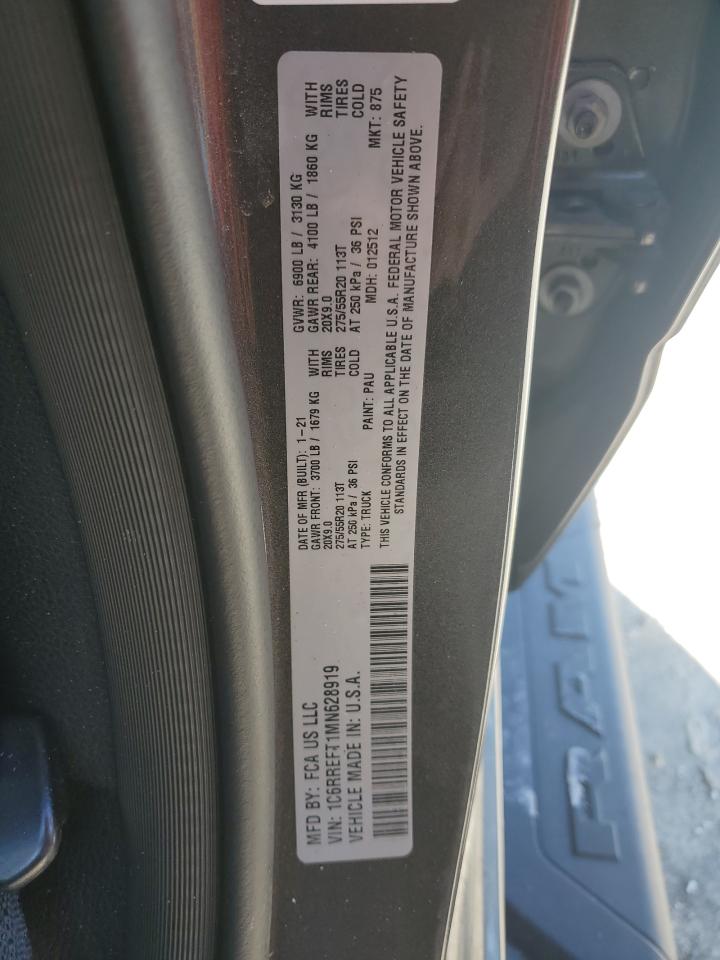 MFD BY: FCA US LLC
VIN: 1C6RREFT1MN628919
VEHICLE MADE IN: U.S.A.
DATE OF MFR (BUILT): 1-21
GAWR FRONT: 3700 LB / 1679 KG WITH
20X9.0 RIMS
275/55R20 113T TIRES
AT 250 kPa / 36 PSI COLD
GVWR: 6900 LB / 3130 KG
GAWR REAR: 4100 LB / 1860 KG WITH
20X9.0 RIMS
275/55R20 113T TIRES
AT 250 kPa / 36 PSI COLD
TYPE: TRUCK PAINT: PAU MDH: 012512 MKT: 875
THIS VEHICLE CONFORMS TO ALL APPLICABLE U.S.A. FEDERAL MOTOR VEHICLE SAFETY
STANDARDS IN EFFECT ON THE DATE OF MANUFACTURE SHOWN ABOVE.
RAM